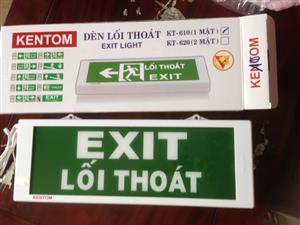 KENTOM
ĐÈN LỐI THOÁT
EXIT LIGHT
KT-610(1 MẶT)
KT-620(2 MẶT)
LỐI THOÁT
EXIT
KENTOM
EXIT
LỐI THOÁT
KENTOM